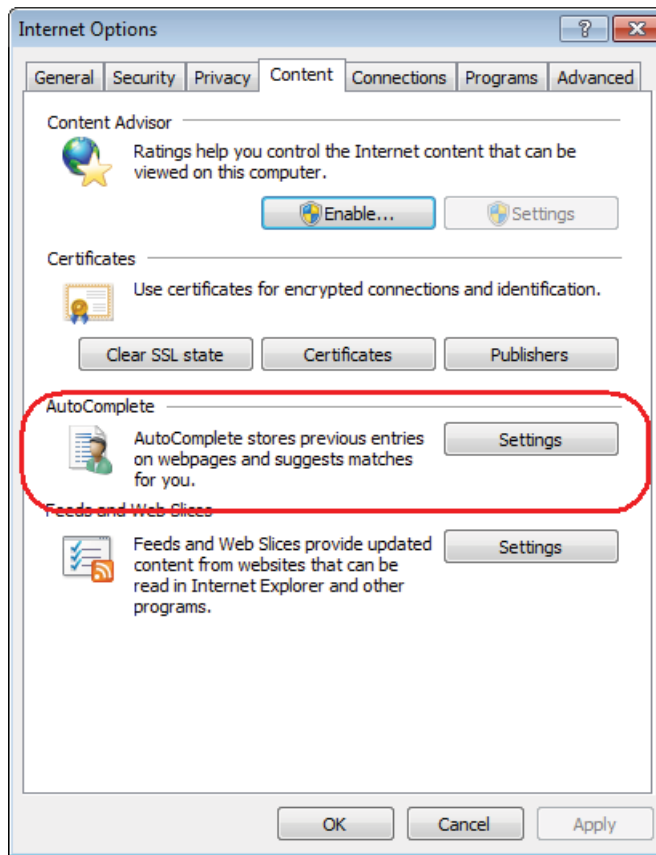 Internet Options
General Security Privacy Content Connections Programs Advanced
Content Advisor
Ratings help you control the Internet content that can be
viewed on this computer.
Enable... Settings
Certificates
Use certificates for encrypted connections and identification.
Clear SSL state Certificates Publishers
AutoComplete
AutoComplete stores previous entries
on webpages and suggests matches
for you.
Settings
Feeds and Web Slices
Feeds and Web Slices provide updated
content from websites that can be
read in Internet Explorer and other
programs.
Settings
OK Cancel Apply